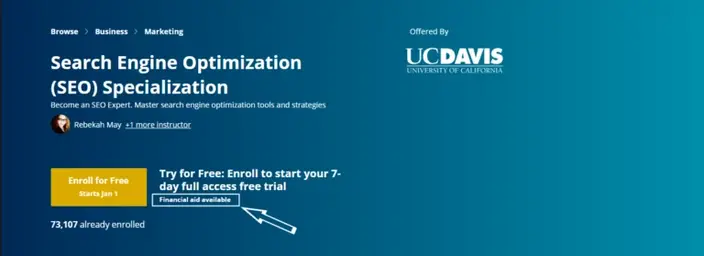 Browse > Business > Marketing
Offered By
Search Engine Optimization
(SEO) Specialization
UCDAVIS
UNIVERSITY OF CALIFORNIA
Become an SEO Expert. Master search engine optimization tools and strategies
Rebekah May +1 more instructor
Enroll for Free
Starts Jan 1
Try for Free: Enroll to start your 7-
day full access free trial
Financial aid available
73,107 already enrolled